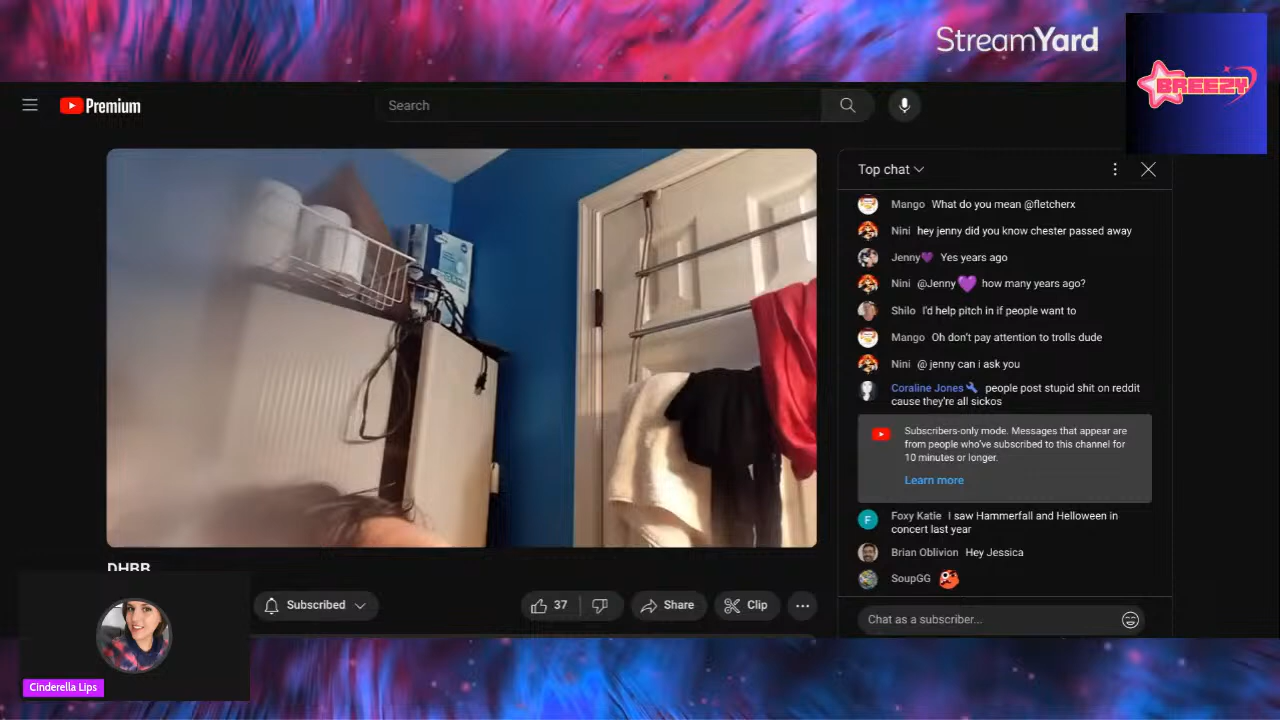 StreamYard
BREEZY
Premium
Search
Top chat
Mango What do you mean @fletcherx
Nini hey jenny did you know chester passed away
Jenny💜 Yes years ago
Nini @Jenny💜 how many years ago?
Shilo I'd help pitch in if people want to
Mango Oh don't pay attention to trolls dude
Nini @ jenny can i ask you
Coraline Jones people post stupid shit on reddit
cause they're all sickos
Subscribers-only mode. Messages that appear are
from people who've subscribed to this channel for
10 minutes or longer.
Learn more
Foxy Katie I saw Hammerfall and Helloween in
concert last year
Brian Oblivion Hey Jessica
SoupGG
Chat as a subscriber...
DHBB
Subscribed
37
Share
Clip
Cinderella Lips